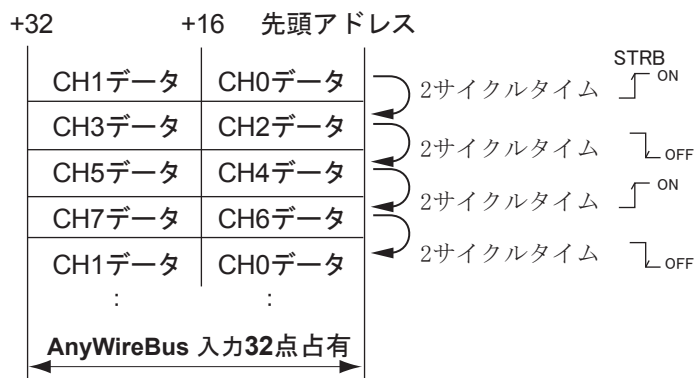 +32 +16 先頭アドレス
STRB
CH1データ CH0データ 2サイクルタイム ON
CH3データ CH2データ 2サイクルタイム OFF
CH5データ CH4データ 2サイクルタイム ON
CH7データ CH6データ 2サイクルタイム OFF
CH1データ CH0データ
: :
AnyWireBus 入力32点占有